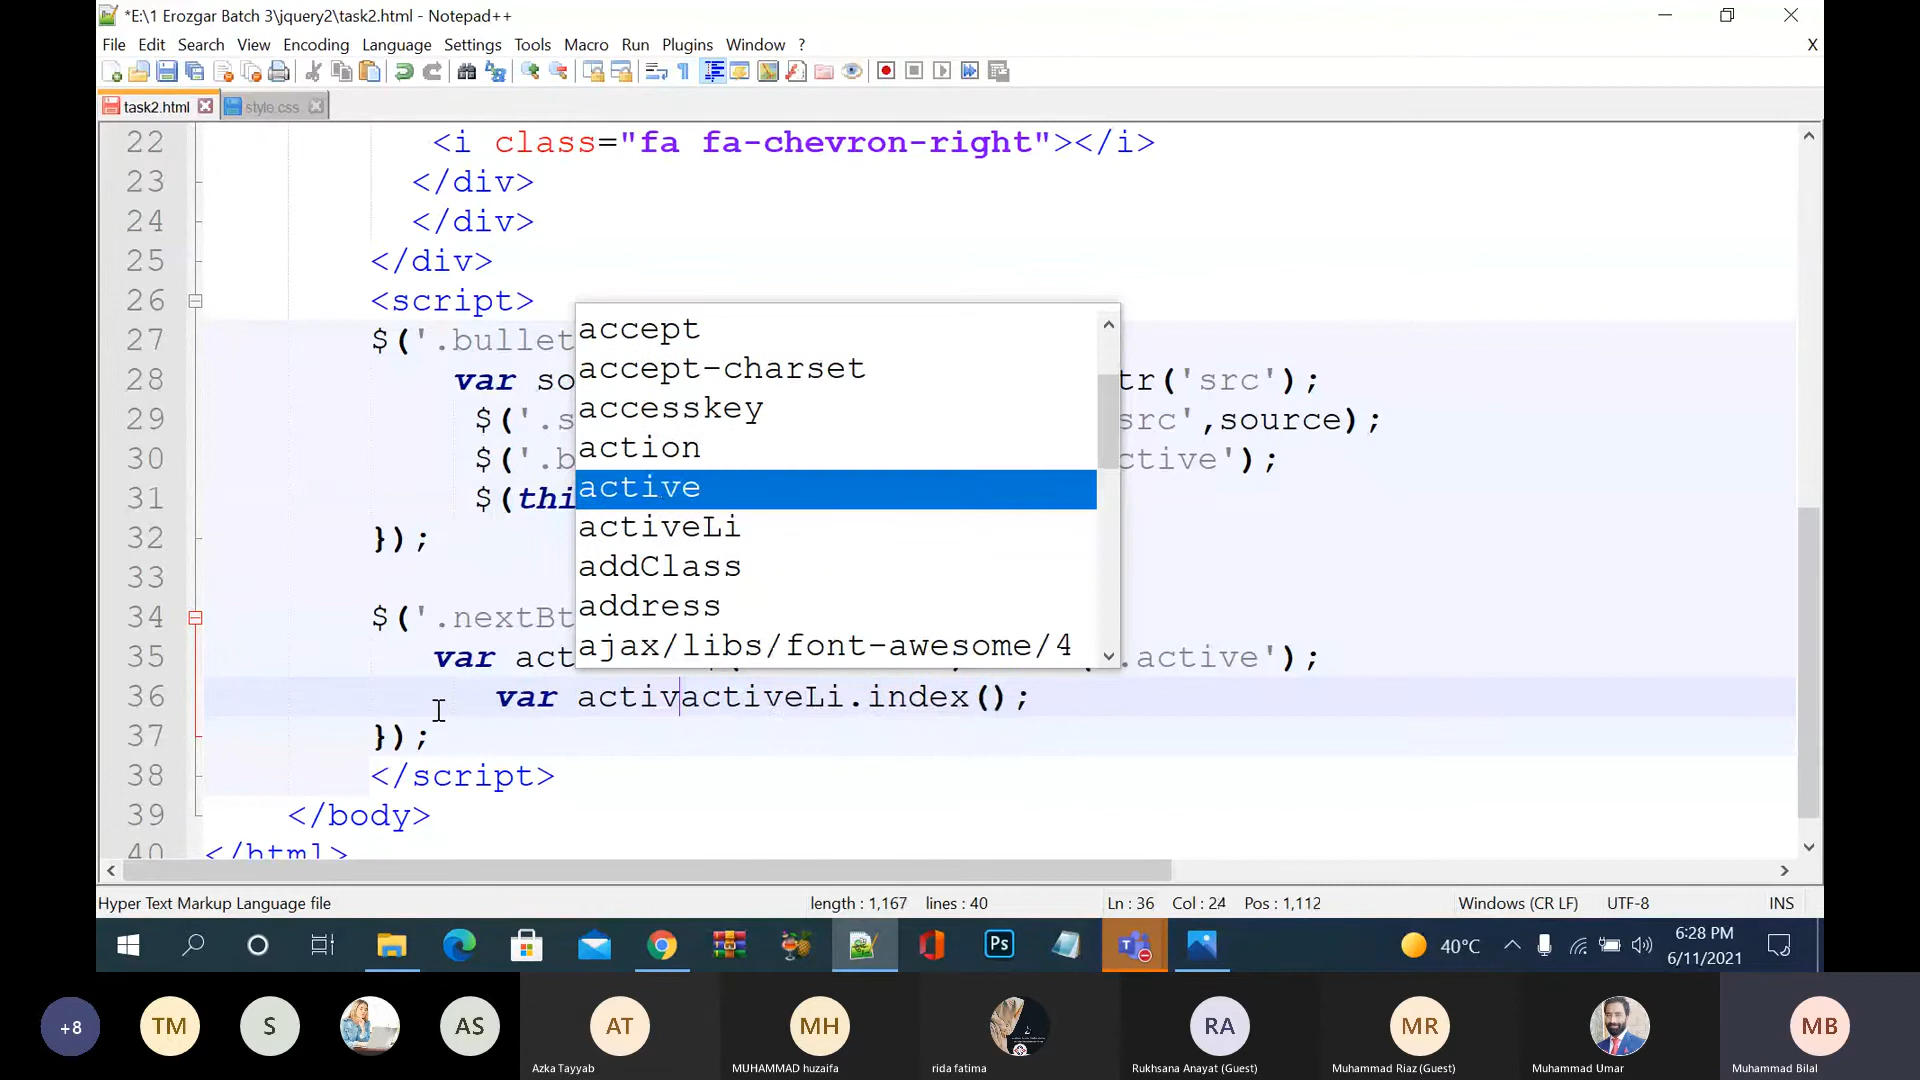 *E:\1 Erozgar Batch 3\jquery2\task2.html - Notepad++
File Edit Search View Encoding Language Settings Tools Macro Run Plugins Window ? X
task2.html style.css
22 <i class="fa fa-chevron-right"></i>
23 </div>
24 </div>
25 </div>
26 <script>
27 $('.bullet
28 var so tr('src');
29 $('.s src',source);
30 $('.b ctive');
31 $(thi
32 });
33
34 $('.nextBt
35 var act .active');
36 var activactiveLi.index();
37 });
38 </script>
39 </body>
40 </html>
accept
accept-charset
accesskey
action
active
activeLi
addClass
address
ajax/libs/font-awesome/4
Hyper Text Markup Language file length : 1,167 lines : 40 Ln : 36 Col : 24 Pos : 1,112 Windows (CR LF) UTF-8 INS
Ps 40°C 6:28 PM
6/11/2021
+8 TM S AS AT MH RA MR MB
Azka Tayyab MUHAMMAD huzaifa rida fatima Rukhsana Anayat (Guest) Muhammad Riaz (Guest) Muhammad Umar Muhammad Bilal